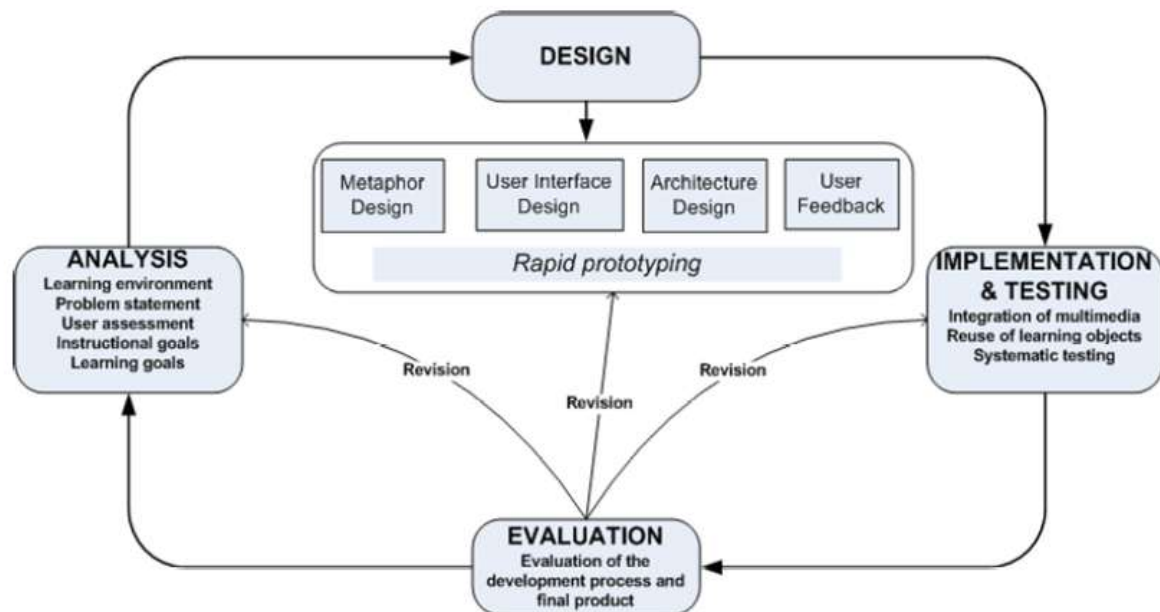 DESIGN
Metaphor
Design
User Interface
Design
Architecture
Design
User
Feedback
Rapid prototyping
ANALYSIS
Learning environment
Problem statement
User assessment
Instructional goals
Learning goals
IMPLEMENTATION
& TESTING
Integration of multimedia
Reuse of learning objects
Systematic testing
Revision
Revision
Revision
EVALUATION
Evaluation of the
development process and
final product